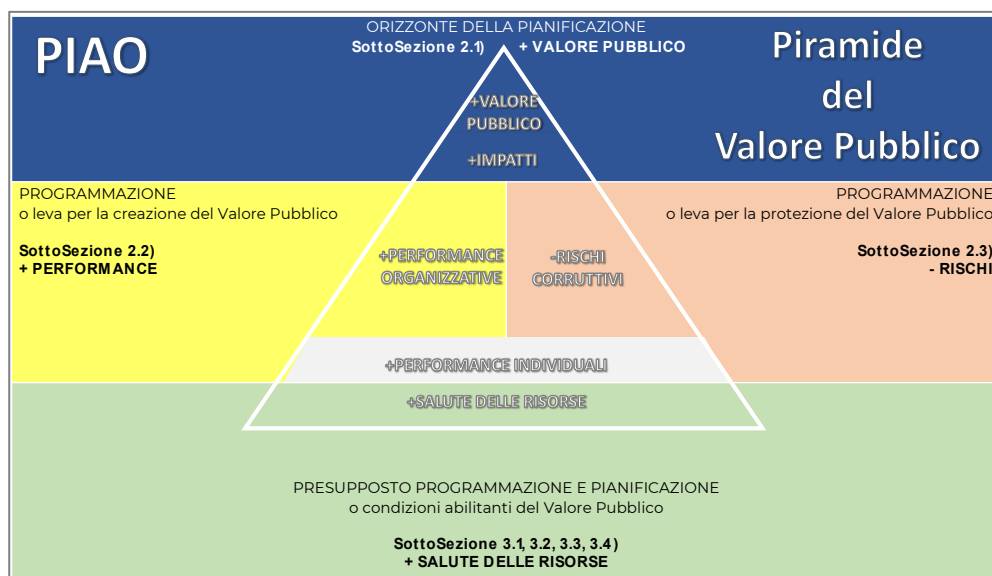 PIAO
ORIZZONTE DELLA PIANIFICAZIONE
SottoSezione 2.1) + VALORE PUBBLICO
Piramide
del
Valore Pubblico
+VALORE
PUBBLICO
+IMPATTI
PROGRAMMAZIONE
o leva per la creazione del Valore Pubblico
SottoSezione 2.2)
+ PERFORMANCE
PROGRAMMAZIONE
o leva per la protezione del Valore Pubblico
SottoSezione 2.3)
- RISCHI
+PERFORMANCE
ORGANIZZATIVE
-RISCHI
CORRUTTIVI
+PERFORMANCE INDIVIDUALI
+SALUTE DELLE RISORSE
PRESUPPOSTO PROGRAMMAZIONE E PIANIFICAZIONE
o condizioni abilitanti del Valore Pubblico
SottoSezione 3.1, 3.2, 3.3, 3.4)
+ SALUTE DELLE RISORSE